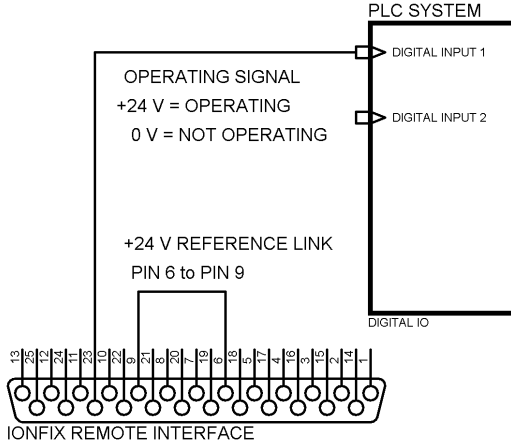 PLC SYSTEM
DIGITAL INPUT 1
OPERATING SIGNAL
+24 V = OPERATING
DIGITAL INPUT 2
0 V = NOT OPERATING
+24 V REFERENCE LINK
PIN 6 to PIN 9
DIGITAL IO
13 25 12 24 11 23 10 22 9 21 8 20 7 19 6 18 5 17 4 16 3 15 2 14 1
IONFIX REMOTE INTERFACE